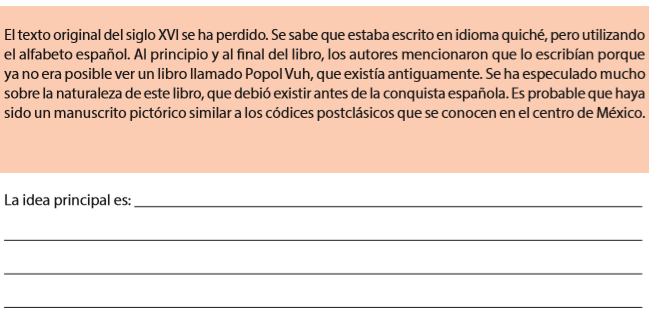 El texto original del siglo XVI se ha perdido. Se sabe que estaba escrito en idioma quiché, pero utilizando
el alfabeto español. Al principio y al final del libro, los autores mencionaron que lo escribían porque
ya no era posible ver un libro llamado Popol Vuh, que existía antiguamente. Se ha especulado mucho
sobre la naturaleza de este libro, que debió existir antes de la conquista española. Es probable que haya
sido un manuscrito pictórico similar a los códices postclásicos que se conocen en el centro de México.
La idea principal es: